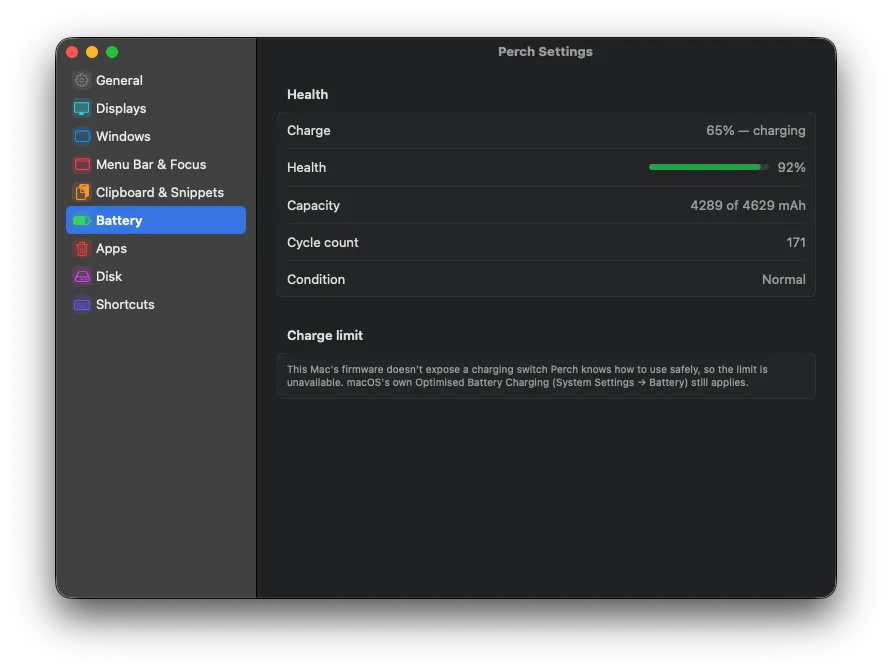 Perch Settings
General
Displays
Windows
Menu Bar & Focus
Clipboard & Snippets
Battery
Apps
Disk
Shortcuts
Health
Charge 65% — charging
Health 92%
Capacity 4289 of 4629 mAh
Cycle count 171
Condition Normal
Charge limit
This Mac's firmware doesn't expose a charging switch Perch knows how to use safely, so the limit is
unavailable. macOS's own Optimised Battery Charging (System Settings → Battery) still applies.